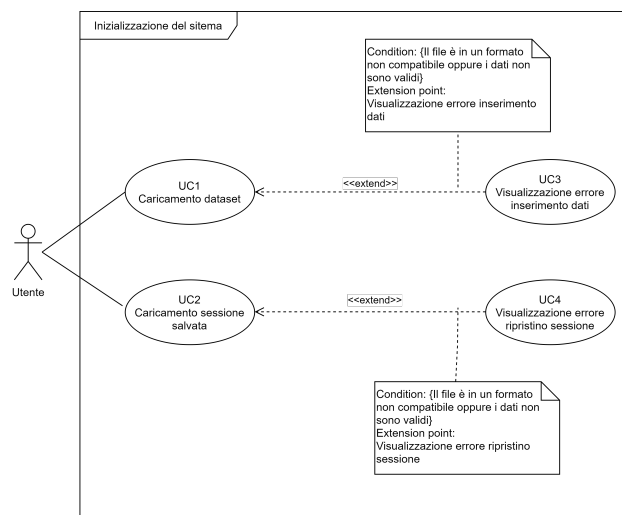 Inizializzazione del sitema
Condition: {Il file è in un formato
non compatibile oppure i dati non
sono validi}
Extension point:
Visualizzazione errore inserimento
dati
UC1
Caricamento dataset
<<extend>>
UC3
Visualizzazione errore
inserimento dati
Utente
UC2
Caricamento sessione
salvata
<<extend>>
UC4
Visualizzazione errore
ripristino sessione
Condition: {Il file è in un formato
non compatibile oppure i dati non
sono validi}
Extension point:
Visualizzazione errore ripristino
sessione